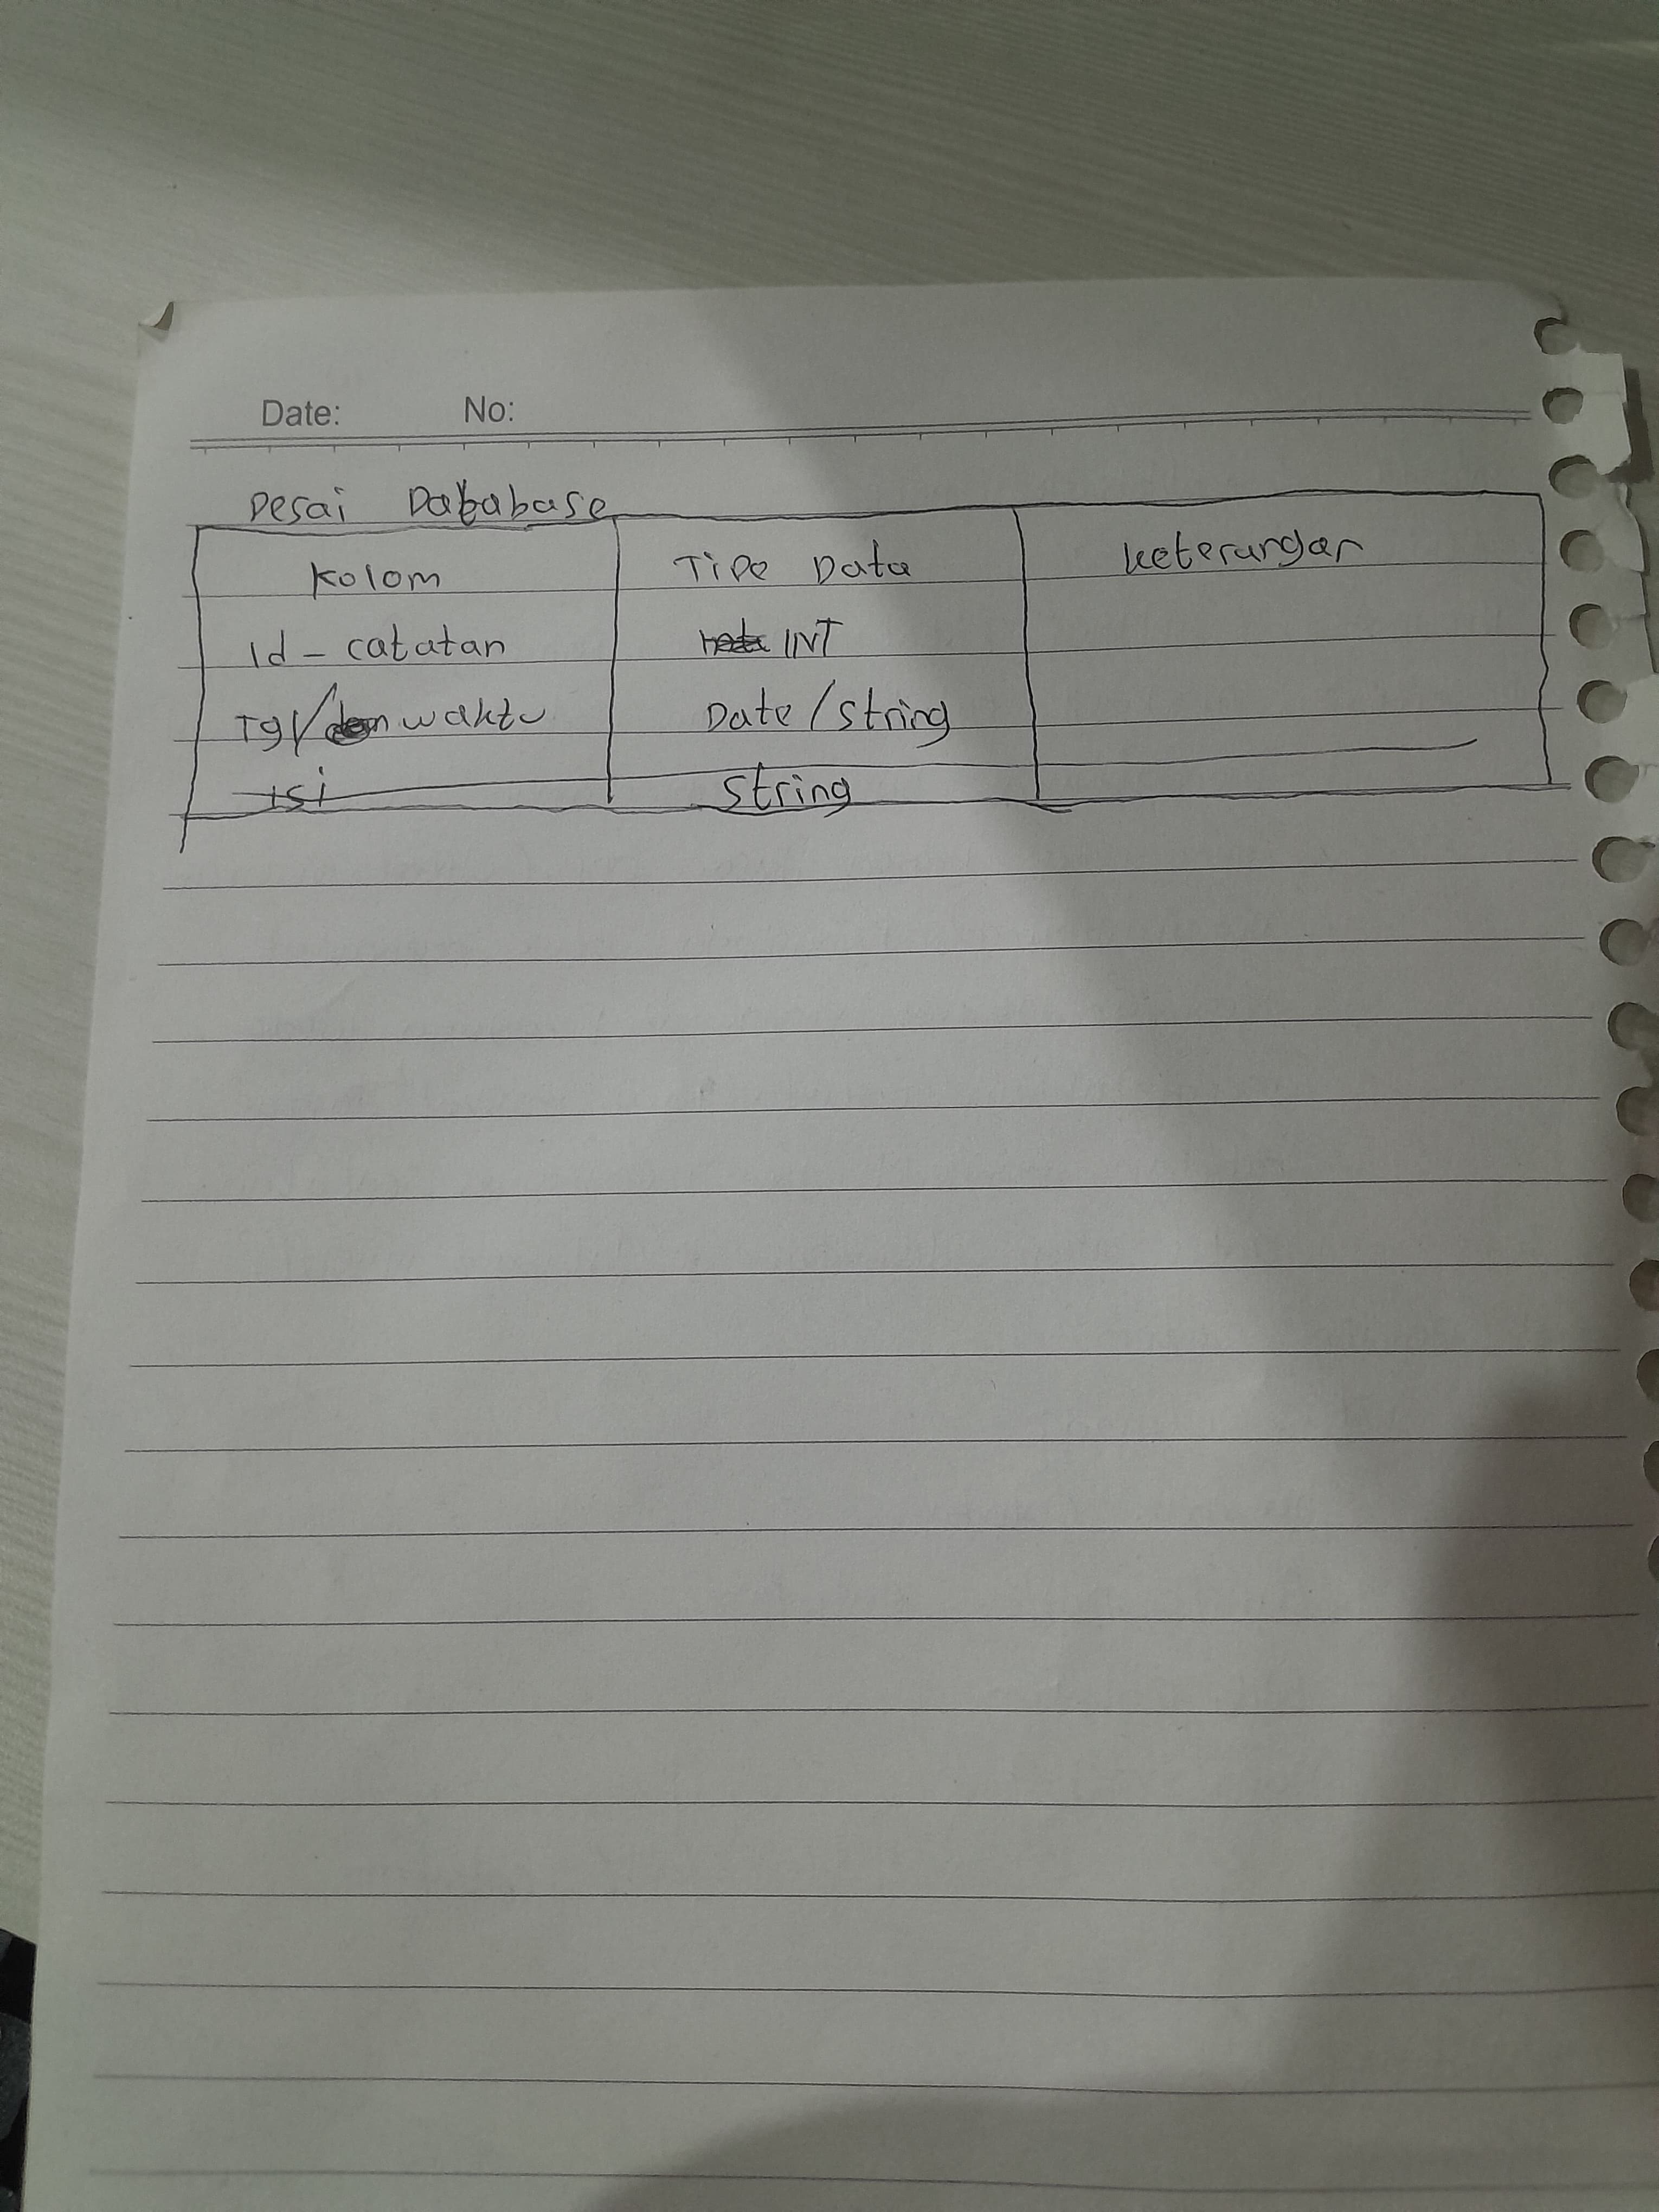 Date: No:
Desai Database
Kolom Tipe Data Keterangan
Id - catatan INT
Tgl/ waktu Date/String
isi String